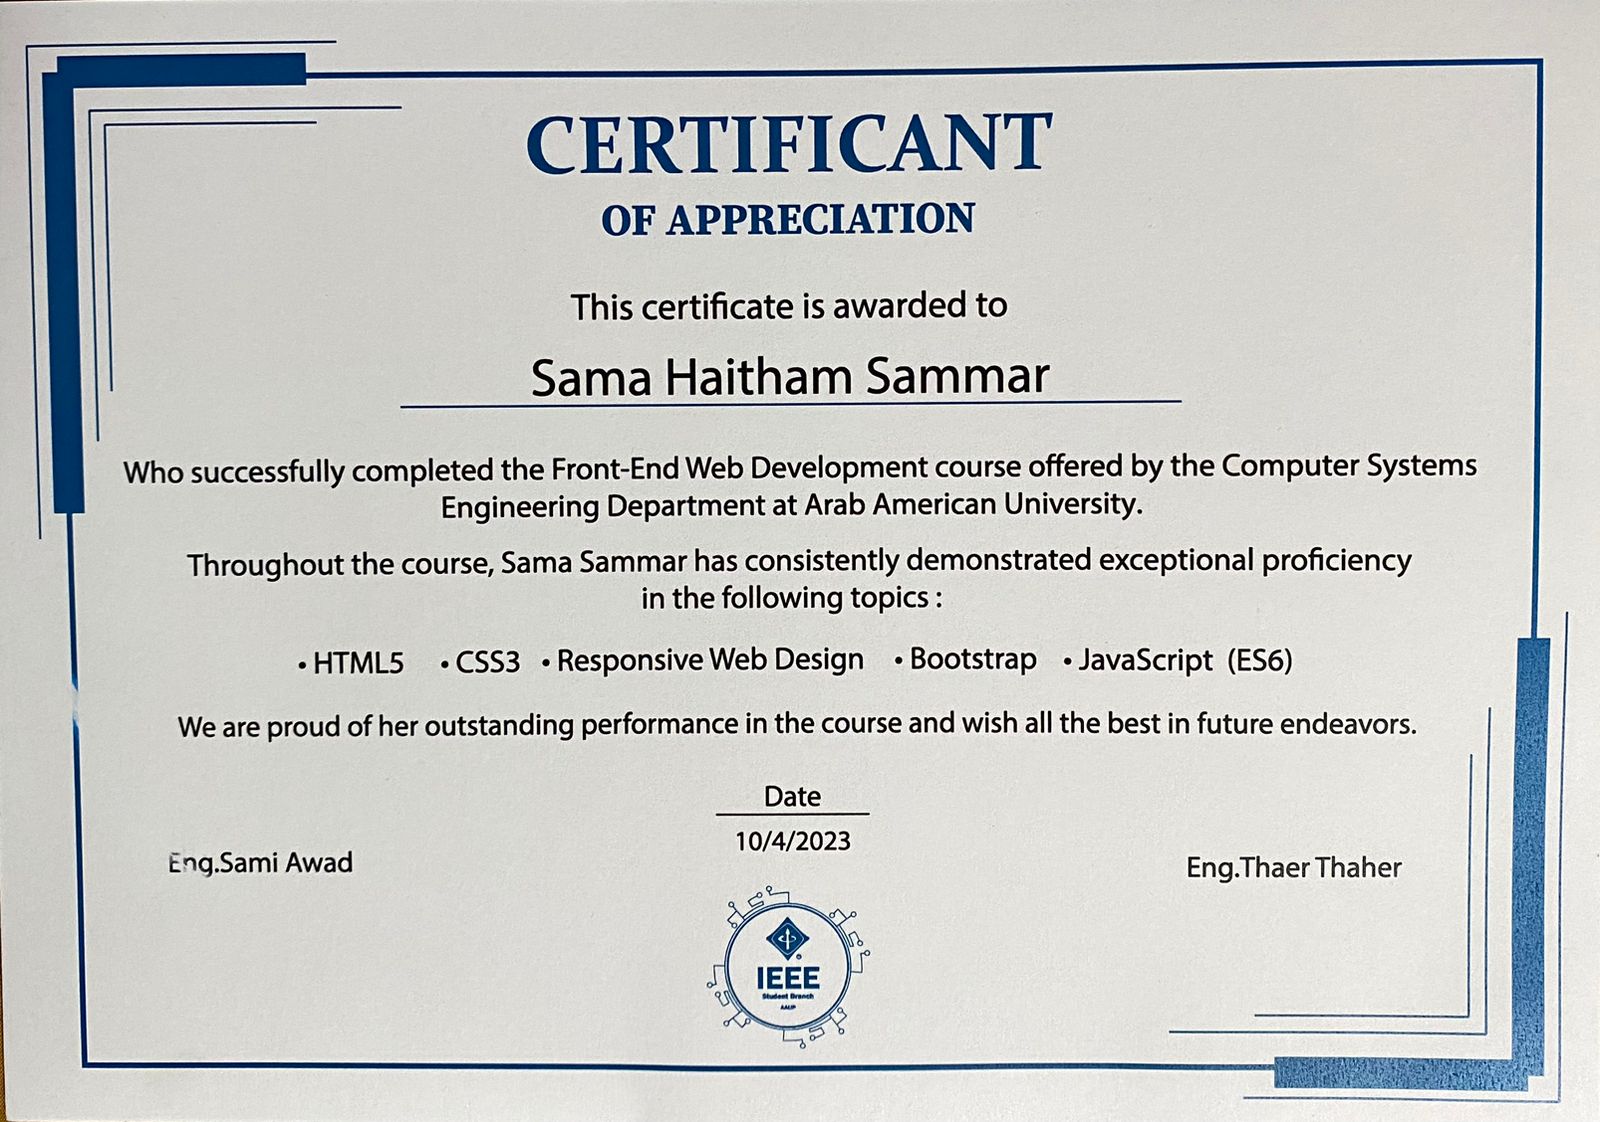 CERTIFICANT
OF APPRECIATION
This certificate is awarded to
Sama Haitham Sammar
Who successfully completed the Front-End Web Development course offered by the Computer Systems
Engineering Department at Arab American University.
Throughout the course, Sama Sammar has consistently demonstrated exceptional proficiency
in the following topics :
• HTML5 • CSS3 • Responsive Web Design • Bootstrap • JavaScript (ES6)
We are proud of her outstanding performance in the course and wish all the best in future endeavors.
Date
10/4/2023
Eng.Sami Awad
Eng.Thaer Thaher
IEEE
Student Branch
AAUP